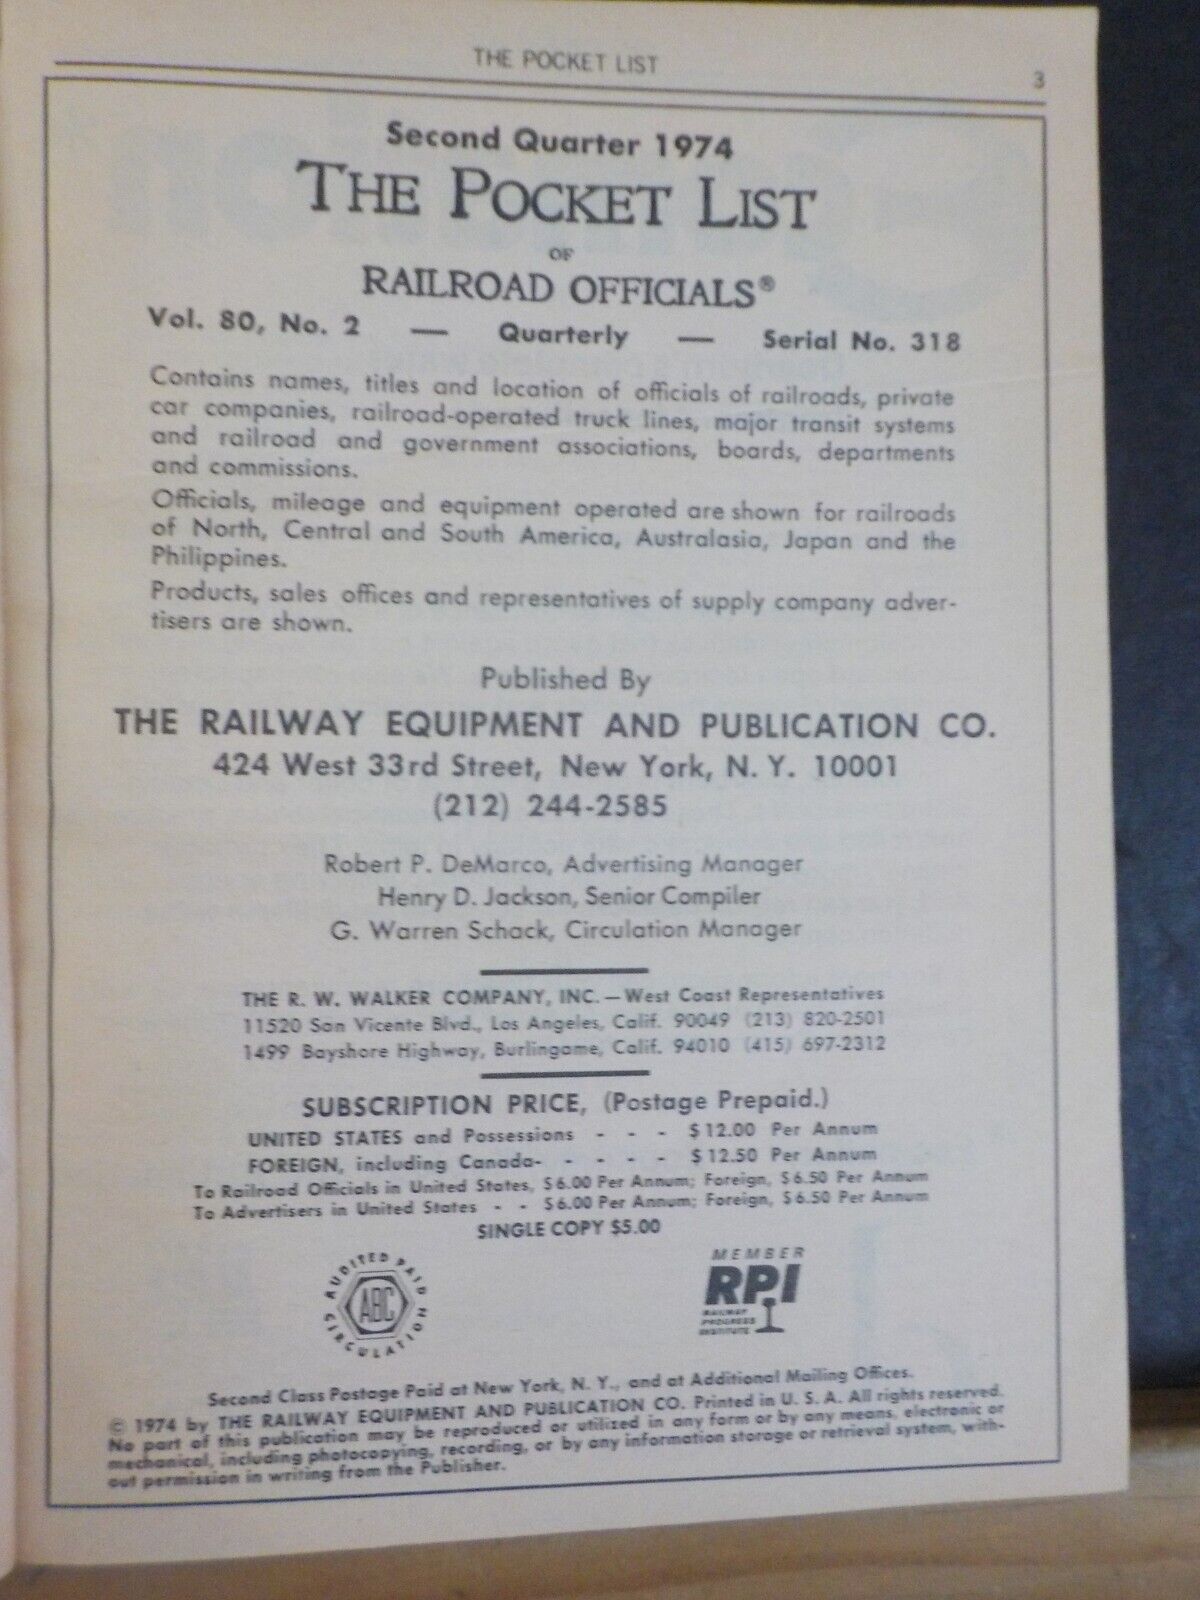 THE POCKET LIST
3
Second Quarter 1974
THE POCKET LIST
OF
RAILROAD OFFICIALS®
Vol. 80, No. 2 — Quarterly — Serial No. 318
Contains names, titles and location of officials of railroads, private
car companies, railroad-operated truck lines, major transit systems
and railroad and government associations, boards, departments
and commissions.
Officials, mileage and equipment operated are shown for railroads
of North, Central and South America, Australasia, Japan and the
Philippines.
Products, sales offices and representatives of supply company adver-
tisers are shown.
Published By
THE RAILWAY EQUIPMENT AND PUBLICATION CO.
424 West 33rd Street, New York, N. Y. 10001
(212) 244-2585
Robert P. DeMarco, Advertising Manager
Henry D. Jackson, Senior Compiler
G. Warren Schack, Circulation Manager
THE R. W. WALKER COMPANY, INC.—West Coast Representatives
11520 San Vicente Blvd., Los Angeles, Calif. 90049 (213) 820-2501
1499 Bayshore Highway, Burlingame, Calif. 94010 (415) 697-2312
SUBSCRIPTION PRICE, (Postage Prepaid.)
UNITED STATES and Possessions - - - $12.00 Per Annum
FOREIGN, including Canada- - - - - $12.50 Per Annum
To Railroad Officials in United States, $6.00 Per Annum; Foreign, $6.50 Per Annum
To Advertisers in United States - - $6.00 Per Annum; Foreign, $6.50 Per Annum
SINGLE COPY $5.00
AUDITED PAID CIRCULATION
ABC
MEMBER
RPI
RAILWAY
PROGRESS
INSTITUTE
Second Class Postage Paid at New York, N. Y., and at Additional Mailing Offices.
© 1974 by THE RAILWAY EQUIPMENT AND PUBLICATION CO. Printed in U. S. A. All rights reserved.
No part of this publication may be reproduced or utilized in any form or by any means, electronic or
mechanical, including photocopying, recording, or by any information storage or retrieval system, with-
out permission in writing from the Publisher.